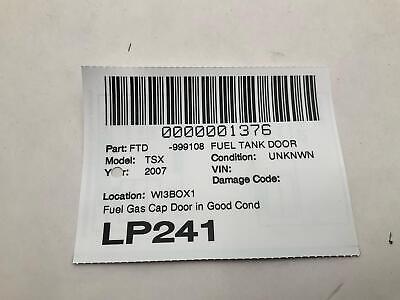 0000001376
Part: FTD -999108 FUEL TANK DOOR
Model: TSX Condition: UNKNWN
2007 VIN:
Damage Code:
Location: WI3BOX1
Fuel Gas Cap Door in Good Cond
LP241